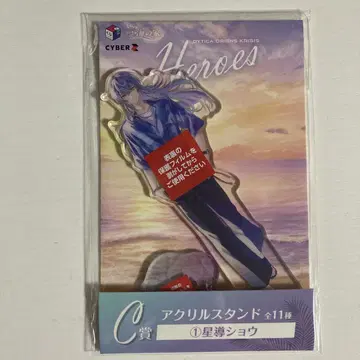 CYBER Z
Heroes
表面の
保護フィルムを
剥がしてから
ご使用ください
C賞
アクリルスタンド 全11種
①星導ショウ